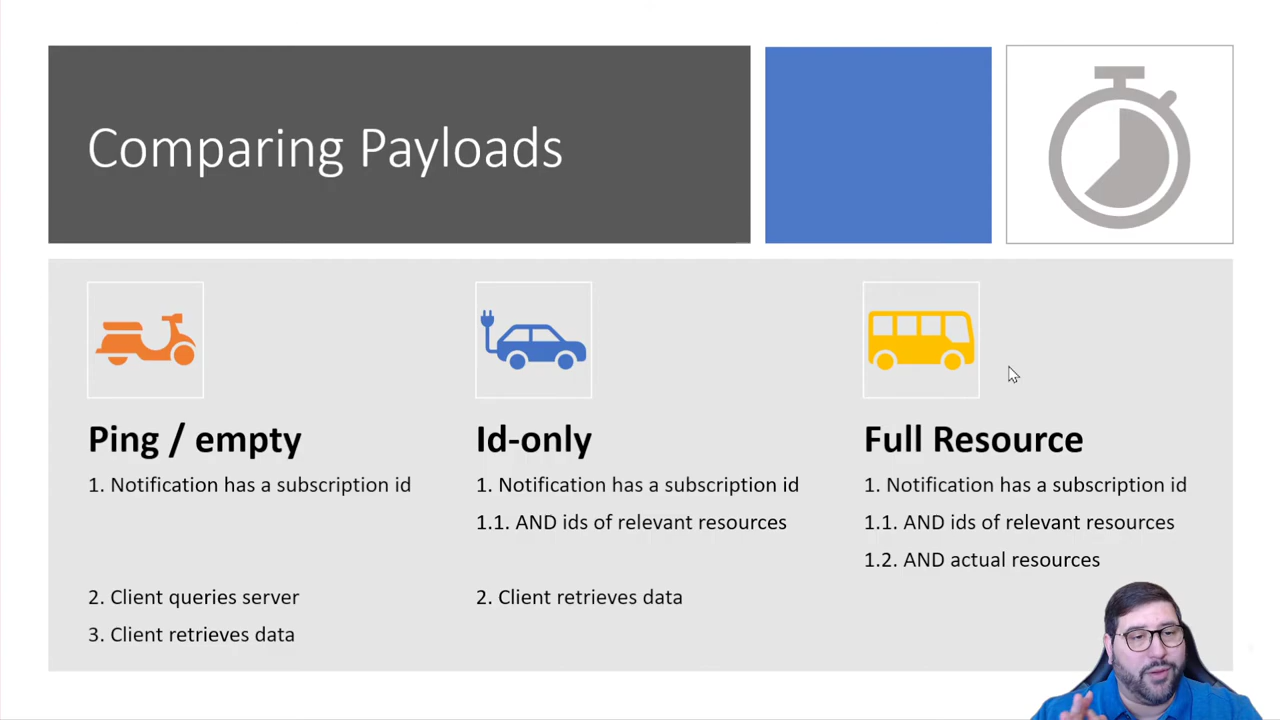 Comparing Payloads
Ping / empty
1. Notification has a subscription id
2. Client queries server
3. Client retrieves data
Id-only
1. Notification has a subscription id
1.1. AND ids of relevant resources
2. Client retrieves data
Full Resource
1. Notification has a subscription id
1.1. AND ids of relevant resources
1.2. AND actual resources